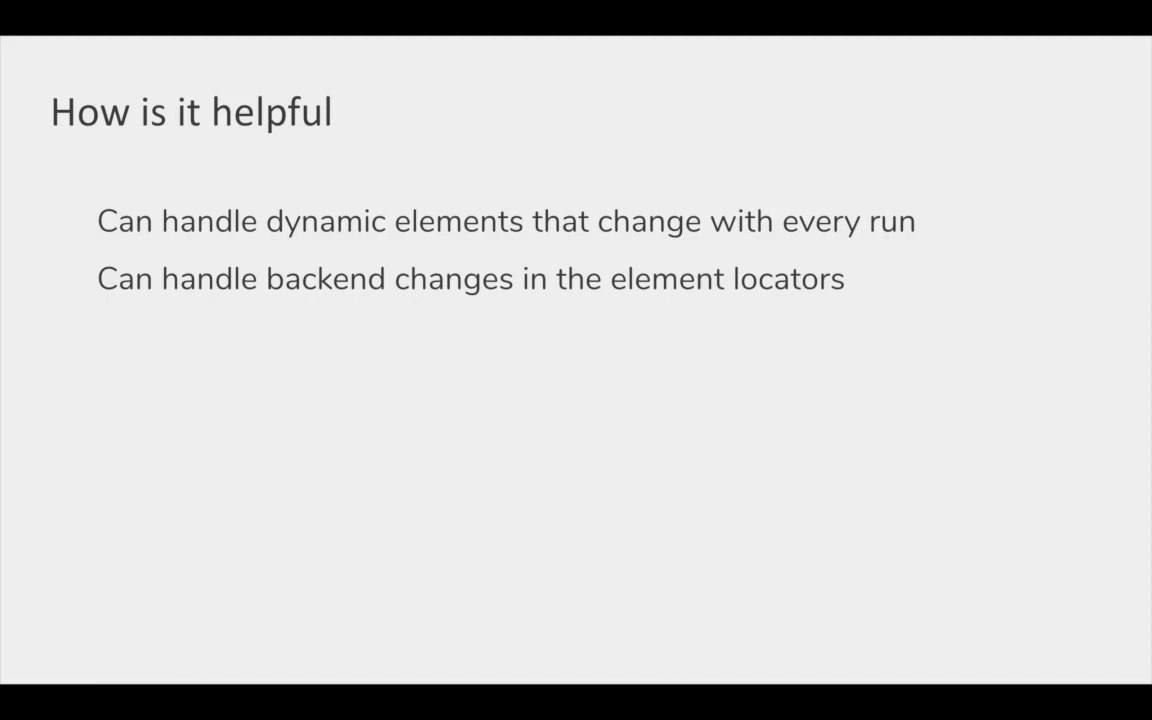 How is it helpful
Can handle dynamic elements that change with every run
Can handle backend changes in the element locators